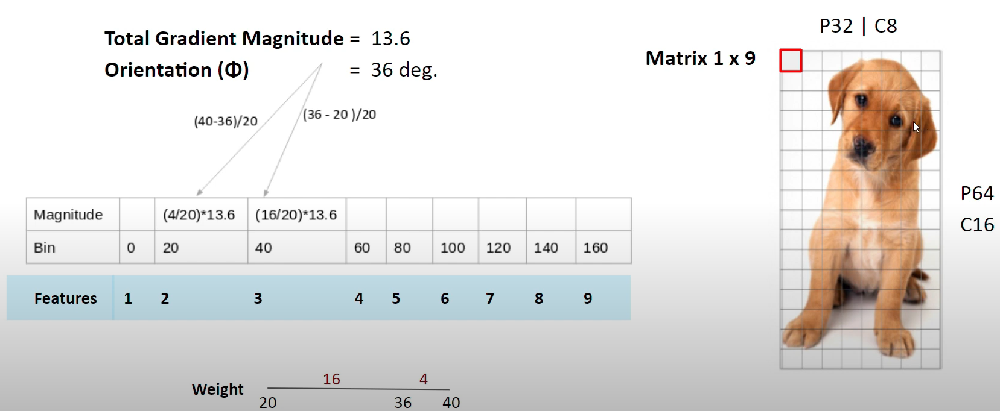 Total Gradient Magnitude = 13.6
Orientation (Φ) = 36 deg.
(40-36)/20
(36 - 20 )/20
Magnitude (4/20)*13.6 (16/20)*13.6
Bin 0 20 40 60 80 100 120 140 160
Features 1 2 3 4 5 6 7 8 9
16 4
Weight
20 36 40
P32 | C8
Matrix 1 x 9
P64
C16